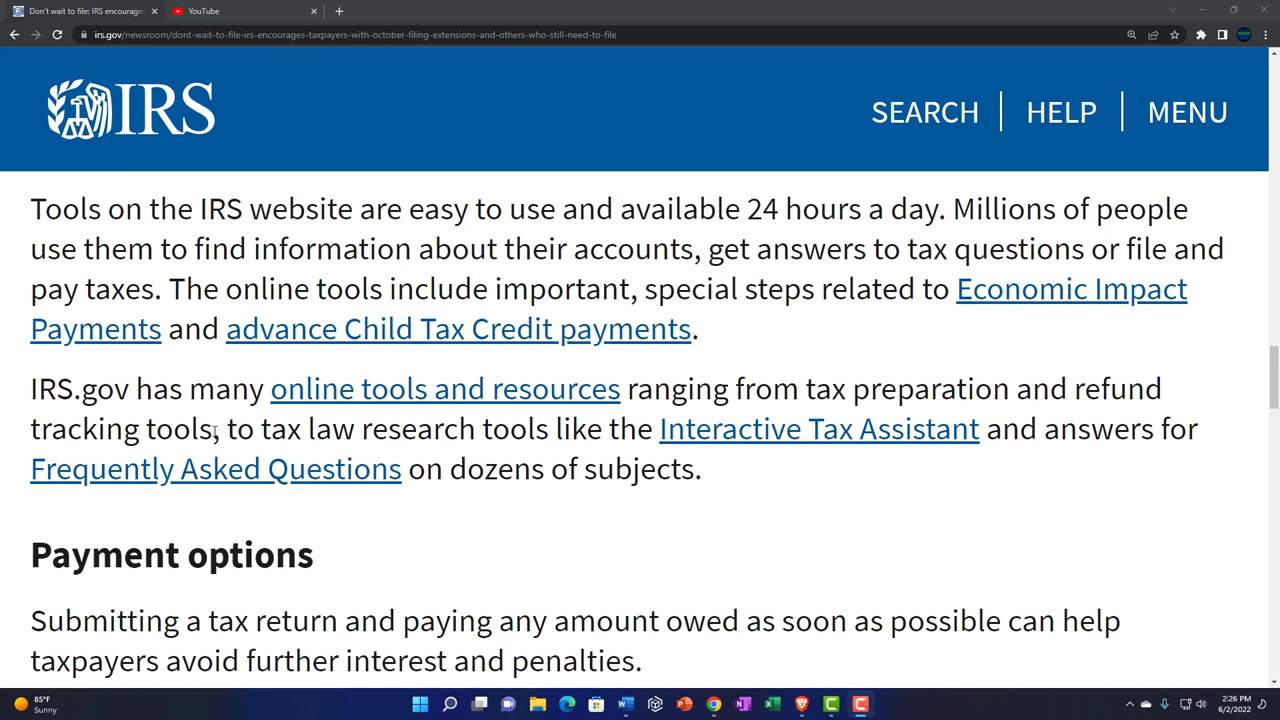 Don't wait to file: IRS encourages
YouTube
irs.gov/newsroom/dont-wait-to-file-irs-encourages-taxpayers-with-october-filing-extensions-and-others-who-still-need-to-file
IRS
SEARCH
HELP
MENU
Tools on the IRS website are easy to use and available 24 hours a day. Millions of people
use them to find information about their accounts, get answers to tax questions or file and
pay taxes. The online tools include important, special steps related to Economic Impact
Payments and advance Child Tax Credit payments.
IRS.gov has many online tools and resources ranging from tax preparation and refund
tracking tools, to tax law research tools like the Interactive Tax Assistant and answers for
Frequently Asked Questions on dozens of subjects.
Payment options
Submitting a tax return and paying any amount owed as soon as possible can help
taxpayers avoid further interest and penalties.
85°F
Sunny
2:26 PM
6/2/2022